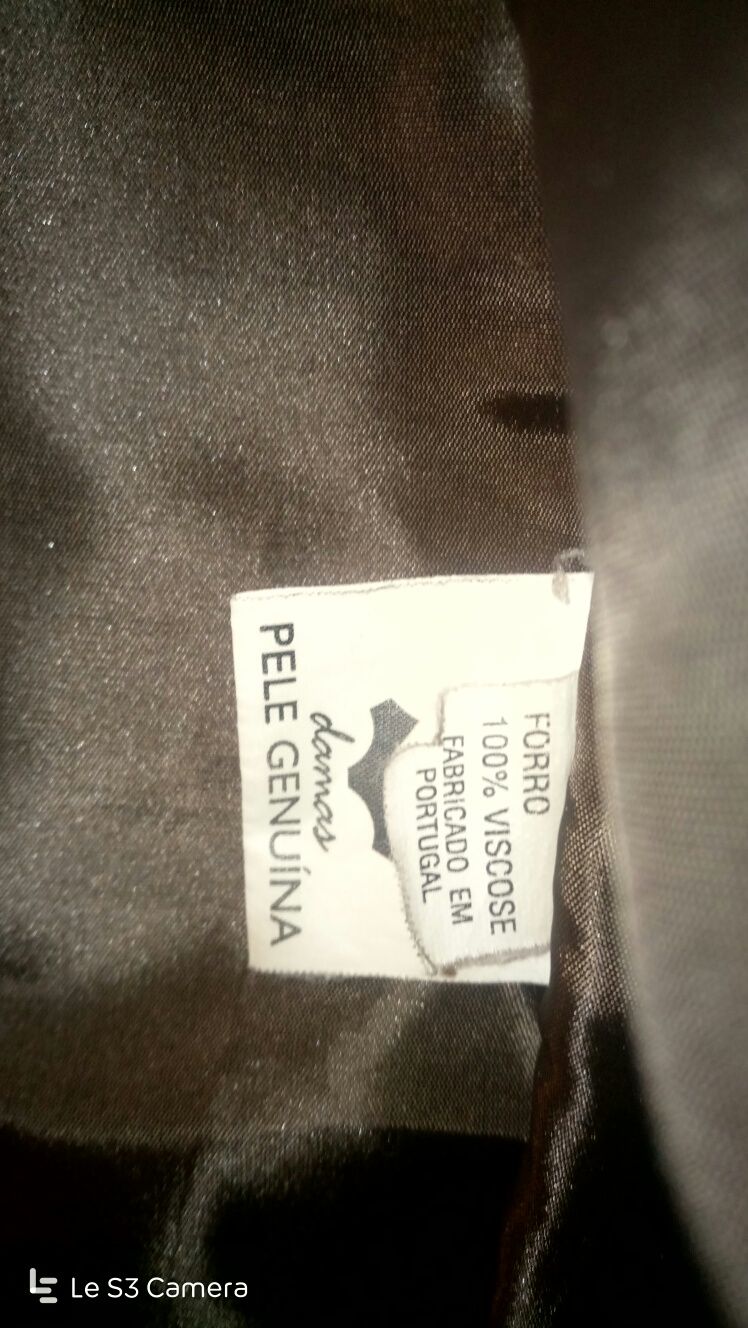 FORRO
100% VISCOSE
FABRICADO EM
PORTUGAL
damas
PELE GENUÍNA
Le S3 Camera